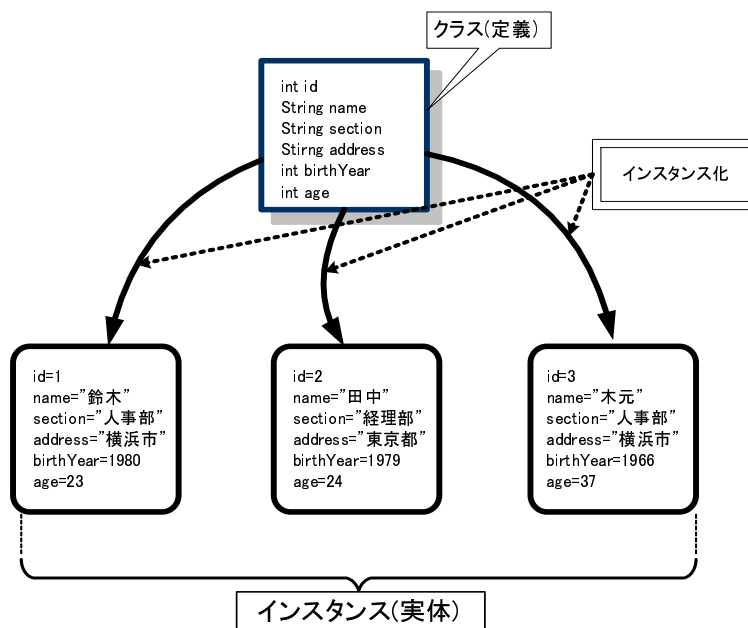 クラス(定義)
int id
String name
String section
Stirng address
int birthYear
int age
インスタンス化
id=1
name="鈴木"
section="人事部"
address="横浜市"
birthYear=1980
age=23
id=2
name="田中"
section="経理部"
address="東京都"
birthYear=1979
age=24
id=3
name="木元"
section="人事部"
address="横浜市"
birthYear=1966
age=37
インスタンス(実体)